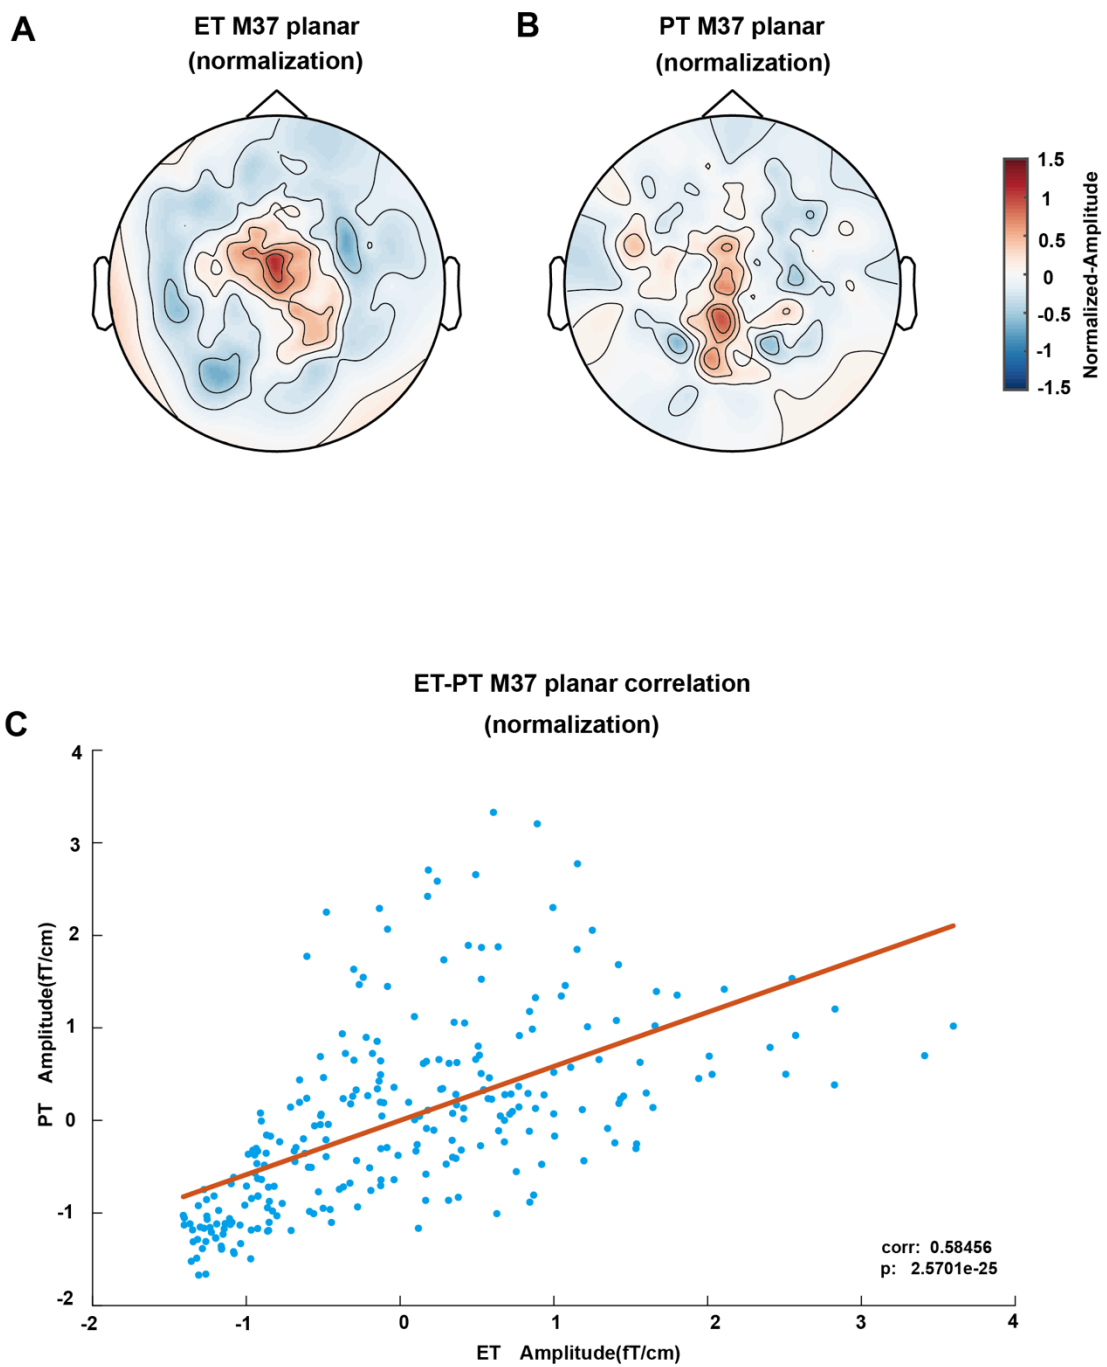 A
ET M37 planar
(normalization)
B
PT M37 planar
(normalization)
1.5
1
0.5
0
-0.5
-1
-1.5
Normalized-Amplitude
ET-PT M37 planar correlation
(normalization)
C
4
3
2
1
0
-1
-2
PT Amplitude(fT/cm)
corr: 0.58456
p: 2.5701e-25
-2
-1
0
1
2
3
4
ET Amplitude(fT/cm)